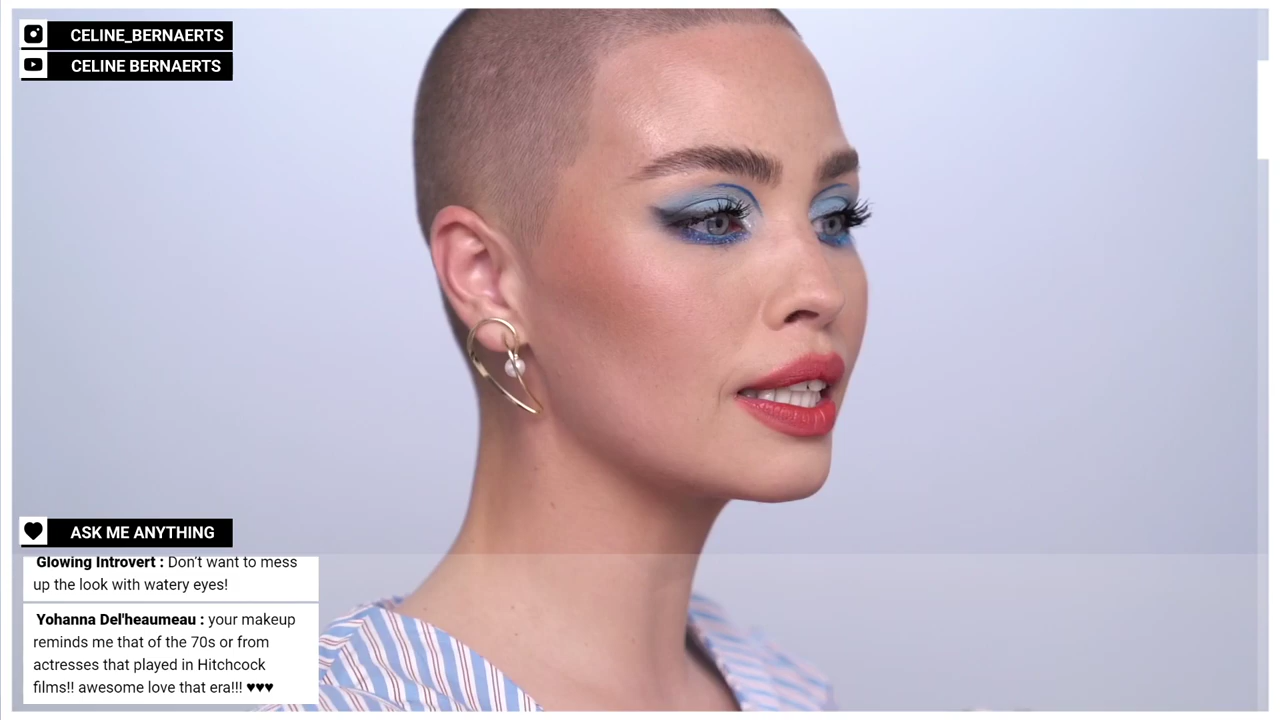 CELINE_BERNAERTS
CELINE BERNAERTS
ASK ME ANYTHING
Glowing Introvert : Don’t want to mess
up the look with watery eyes!
Yohanna Del'heaumeau : your makeup
reminds me that of the 70s or from
actresses that played in Hitchcock
films!! awesome love that era!!! ♥♥♥